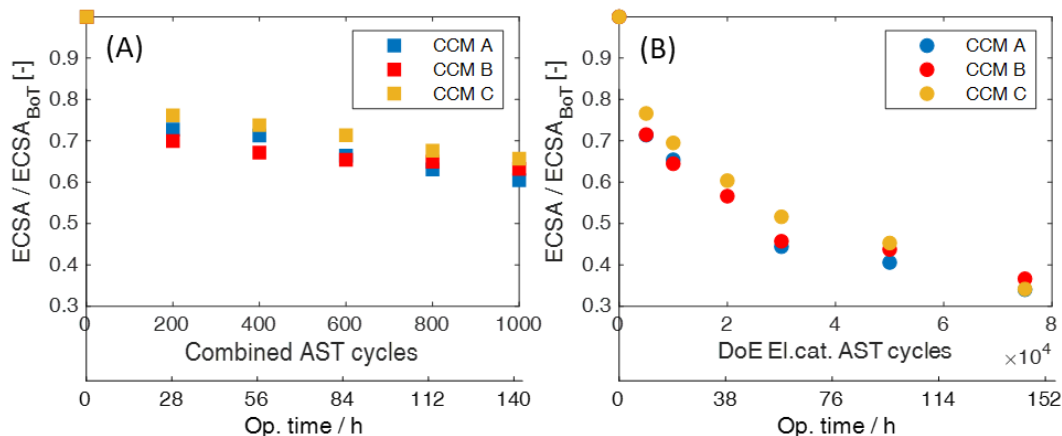 (A)
CCM A
CCM B
CCM C
ECSA / ECSA_BoT [-]
0.9
0.8
0.7
0.6
0.5
0.4
0.3
0 200 400 600 800 1000
Combined AST cycles
0 28 56 84 112 140
Op. time / h
(B)
CCM A
CCM B
CCM C
ECSA / ECSA_BoT [-]
0.9
0.8
0.7
0.6
0.5
0.4
0.3
0 2 4 6 8
DoE El.cat. AST cycles ×10⁴
0 38 76 114 152
Op. time / h